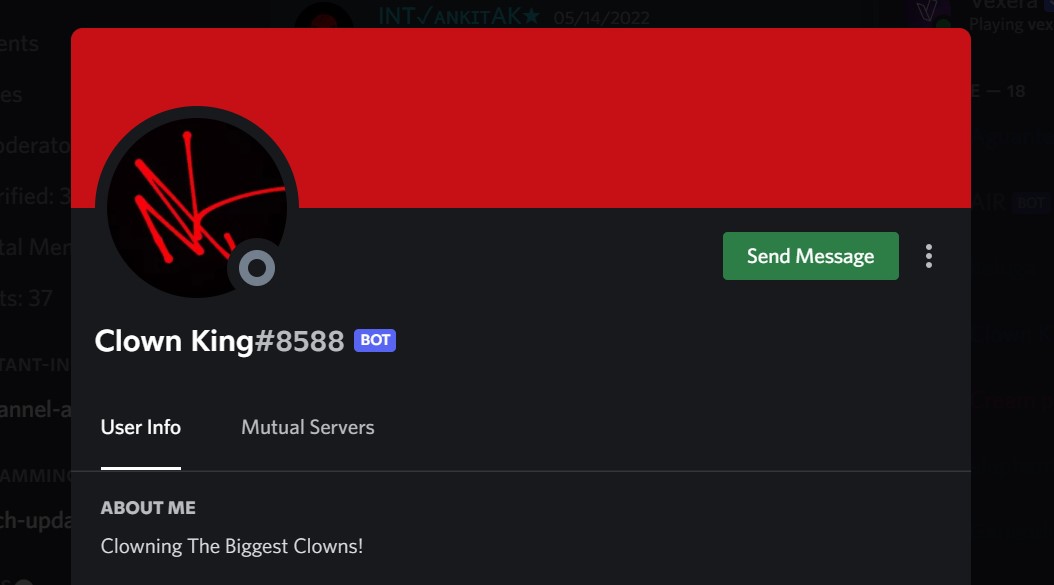 INT✓ANKITAK★ 05/14/2022
Vexera
Playing vex
ents
es
E — 18
oderato
rified: 3
AIR BOT
tal Mer
Send Message
ts: 37
Clown King#8588 BOT
TANT-IN
annel-a
User Info Mutual Servers
AMMING
ABOUT ME
ch-upda
Clowning The Biggest Clowns!